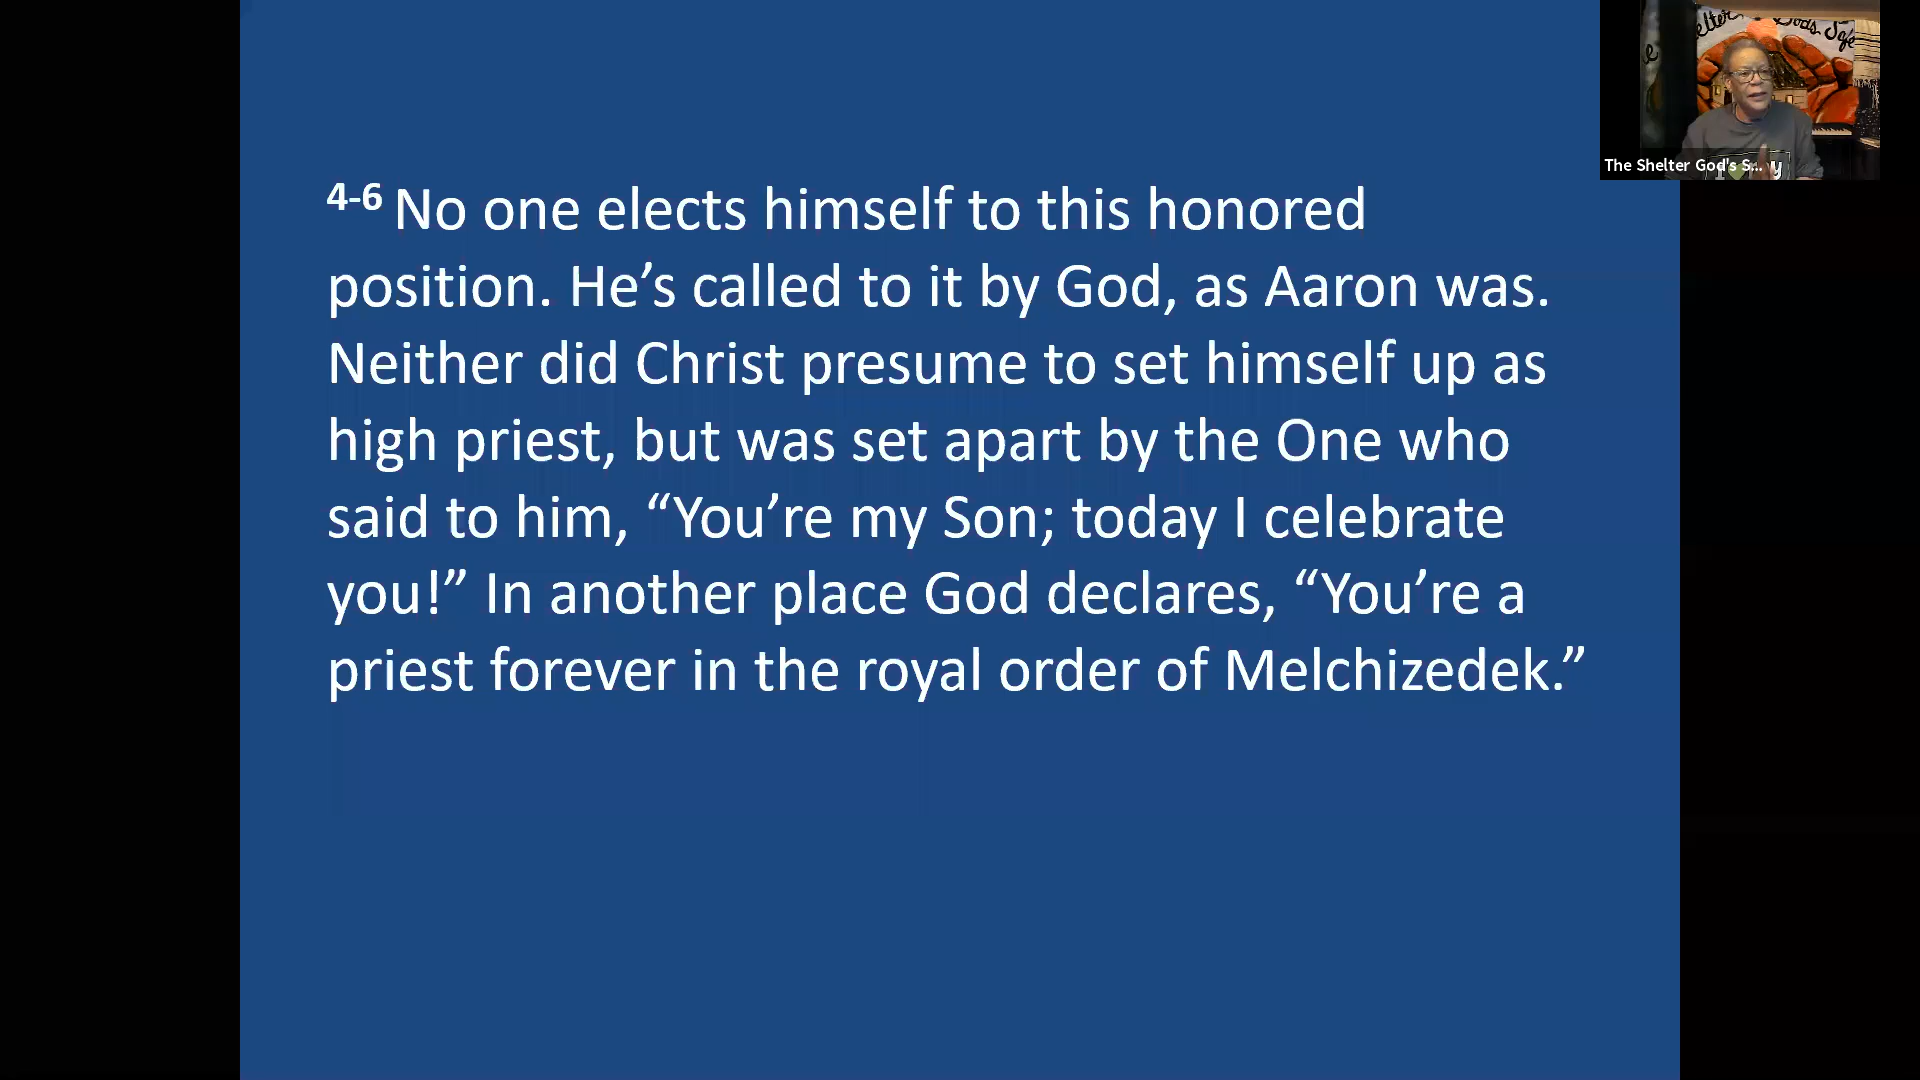 4-6 No one elects himself to this honored
position. He’s called to it by God, as Aaron was.
Neither did Christ presume to set himself up as
high priest, but was set apart by the One who
said to him, “You’re my Son; today I celebrate
you!” In another place God declares, “You’re a
priest forever in the royal order of Melchizedek.”
The Shelter God's S...